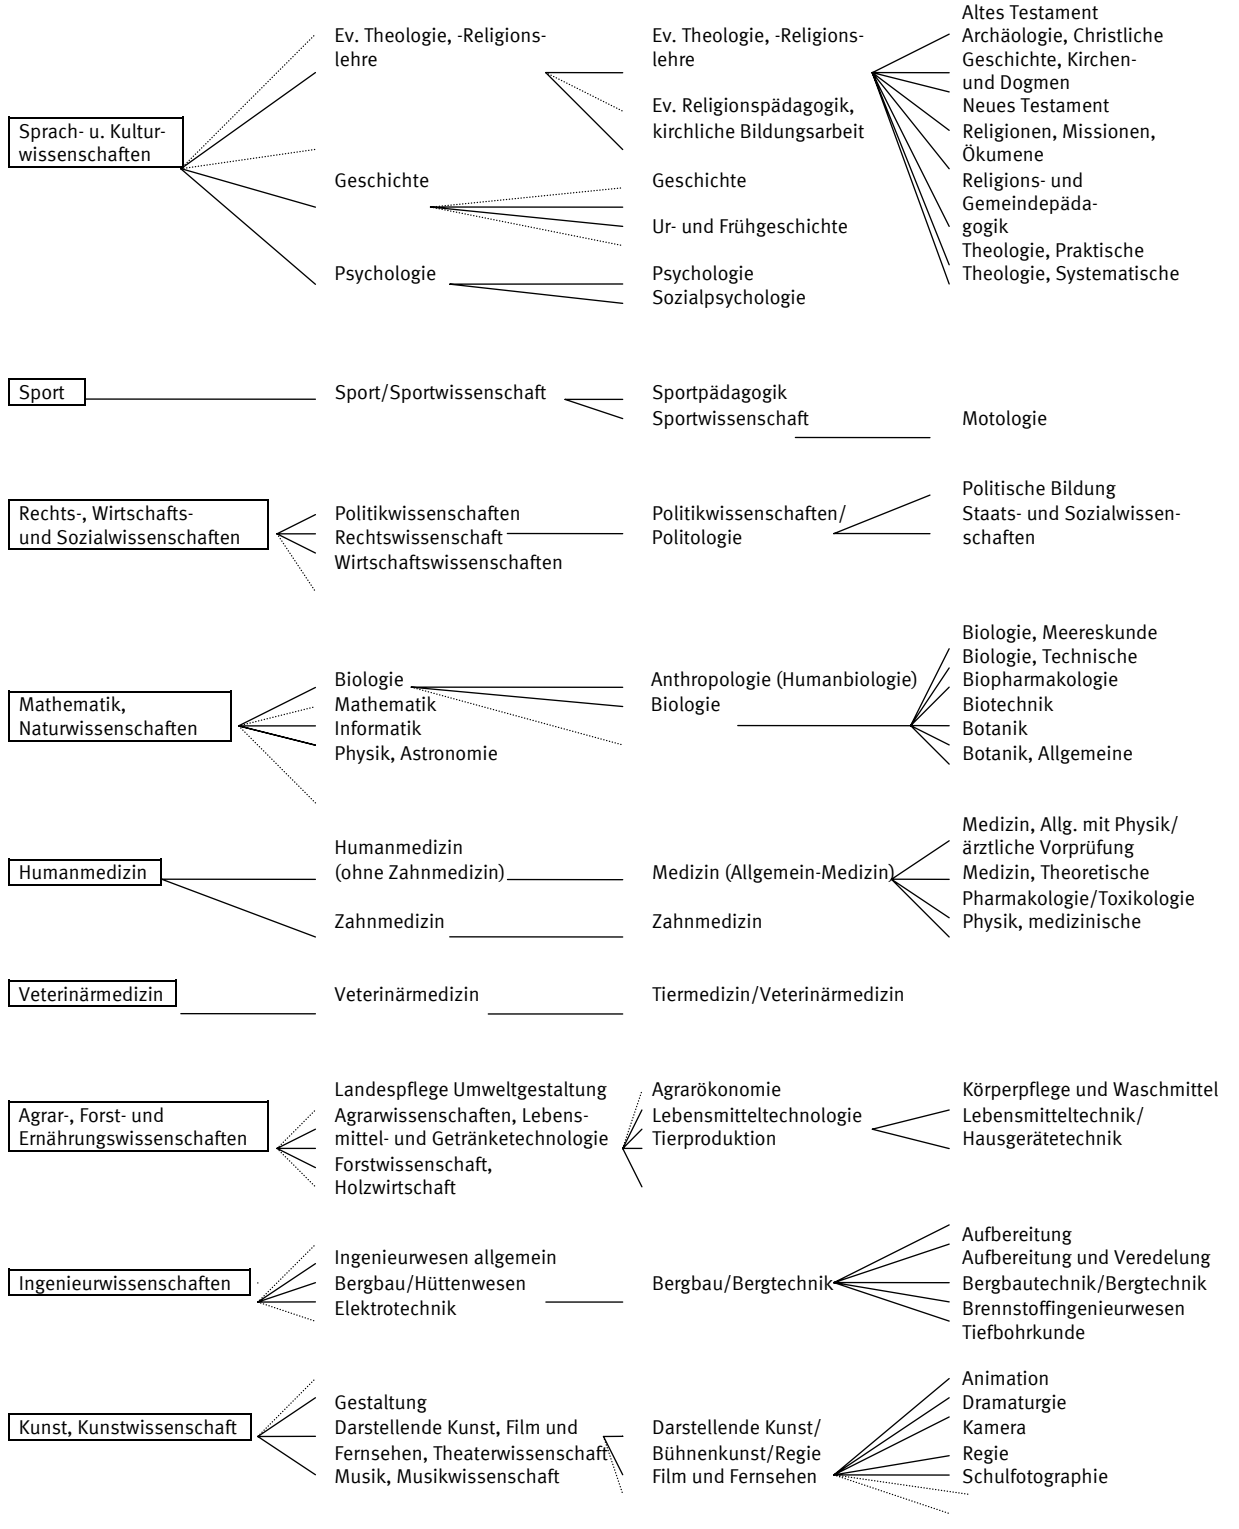 Altes Testament
Ev. Theologie, -Religions-
lehre
Ev. Theologie, -Religions-
lehre
Archäologie, Christliche
Geschichte, Kirchen-
und Dogmen
Ev. Religionspädagogik,
kirchliche Bildungsarbeit
Neues Testament
Religionen, Missionen,
Ökumene
Sprach- u. Kultur-
wissenschaften
Geschichte
Geschichte
Religions- und
Gemeindepäda-
gogik
Ur- und Frühgeschichte
Theologie, Praktische
Psychologie
Psychologie
Theologie, Systematische
Sozialpsychologie
Sport
Sport/Sportwissenschaft
Sportpädagogik
Sportwissenschaft
Motologie
Rechts-, Wirtschafts-
und Sozialwissenschaften
Politikwissenschaften
Rechtswissenschaft
Wirtschaftswissenschaften
Politikwissenschaften/
Politologie
Politische Bildung
Staats- und Sozialwissen-
schaften
Mathematik,
Naturwissenschaften
Biologie
Mathematik
Informatik
Physik, Astronomie
Anthropologie (Humanbiologie)
Biologie
Biologie, Meereskunde
Biologie, Technische
Biopharmakologie
Biotechnik
Botanik
Botanik, Allgemeine
Humanmedizin
Humanmedizin
(ohne Zahnmedizin)
Medizin (Allgemein-Medizin)
Medizin, Allg. mit Physik/
ärztliche Vorprüfung
Medizin, Theoretische
Pharmakologie/Toxikologie
Physik, medizinische
Zahnmedizin
Zahnmedizin
Veterinärmedizin
Veterinärmedizin
Tiermedizin/Veterinärmedizin
Agrar-, Forst- und
Ernährungswissenschaften
Landespflege Umweltgestaltung
Agrarwissenschaften, Lebens-
mittel- und Getränketechnologie
Forstwissenschaft,
Holzwirtschaft
Agrarökonomie
Lebensmitteltechnologie
Tierproduktion
Körperpflege und Waschmittel
Lebensmitteltechnik/
Hausgerätetechnik
Ingenieurwissenschaften
Ingenieurwesen allgemein
Bergbau/Hüttenwesen
Elektrotechnik
Bergbau/Bergtechnik
Aufbereitung
Aufbereitung und Veredelung
Bergbautechnik/Bergtechnik
Brennstoffingenieurwesen
Tiefbohrkunde
Kunst, Kunstwissenschaft
Gestaltung
Darstellende Kunst, Film und
Fernsehen, Theaterwissenschaft
Musik, Musikwissenschaft
Darstellende Kunst/
Bühnenkunst/Regie
Film und Fernsehen
Animation
Dramaturgie
Kamera
Regie
Schulfotographie